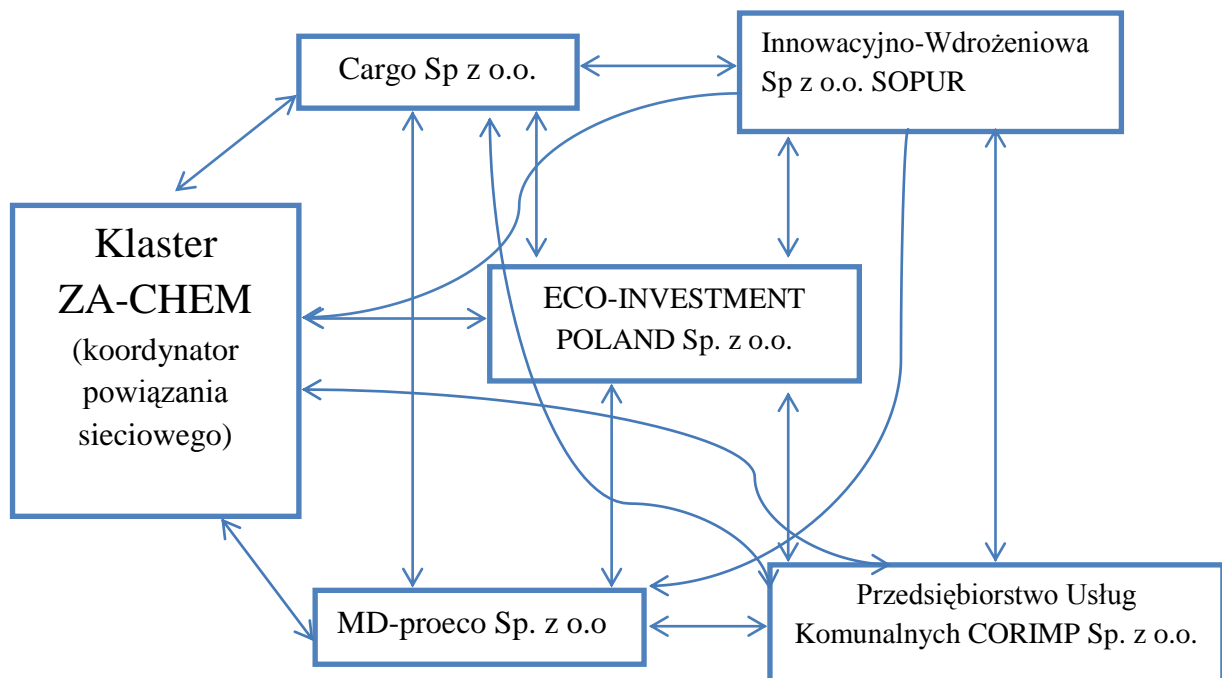 Cargo Sp z o.o.
Innowacyjno-Wdrożeniowa
Sp z o.o. SOPUR
Klaster
ZA-CHEM
(koordynator
powiązania
sieciowego)
ECO-INVESTMENT
POLAND Sp. z o.o.
MD-proeco Sp. z o.o
Przedsiębiorstwo Usług
Komunalnych CORIMP Sp. z o.o.